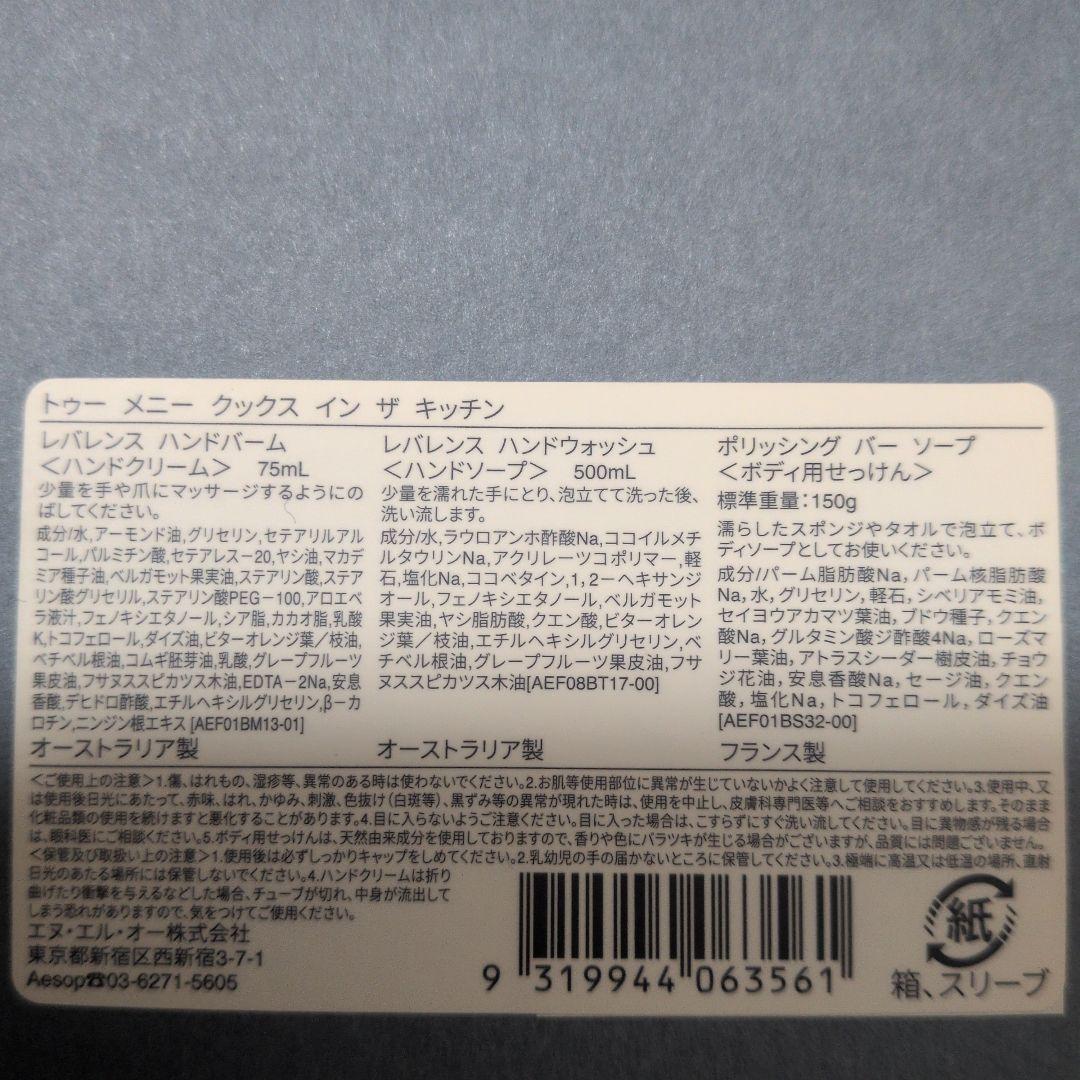 トゥー メニー クックス イン ザ キッチン
レバレンス ハンドバーム
＜ハンドクリーム＞ 75mL
少量を手や爪にマッサージするようにの
ばしてください。
成分/水,アーモンド油,グリセリン,セテアリルアル
コール,パルミチン酸,セテアレス－20,ヤシ油,マカデ
ミア種子油,ベルガモット果実油,ステアリン酸,ステア
リン酸グリセリル,ステアリン酸PEG－100,アロエベ
ラ液汁,フェノキシエタノール,シア脂,カカオ脂,乳酸
K,トコフェロール,ダイズ油,ビターオレンジ葉／枝油,
ベチベル根油,コムギ胚芽油,乳酸,グレープフルーツ
果皮油,フサヌススピカツス木油,EDTA－2Na,安息
香酸,デヒドロ酢酸,エチルヘキシルグリセリン,β－カ
ロチン,ニンジン根エキス [AEF01BM13-01]
オーストラリア製
レバレンス ハンドウォッシュ
＜ハンドソープ＞ 500mL
少量を濡れた手にとり、泡立てて洗った後、
洗い流します。
成分/水,ラウロアンホ酢酸Na,ココイルメチ
ルタウリンNa,アクリレーツコポリマー,軽
石,塩化Na,ココベタイン,1,2－ヘキサンジ
オール,フェノキシエタノール,ベルガモット
果実油,ヤシ脂肪酸,クエン酸,ビターオレン
ジ葉／枝油,エチルヘキシルグリセリン,ベ
チベル根油,グレープフルーツ果皮油,フサ
ヌススピカツス木油[AEF08BT17-00]
オーストラリア製
ポリッシング バー ソープ
＜ボディ用せっけん＞
標準重量:150g
濡らしたスポンジやタオルで泡立て、ボ
ディソープとしてお使いください。
成分/パーム脂肪酸Na，パーム核脂肪酸
Na，水，グリセリン，軽石，シベリアモミ油，
セイヨウアカマツ葉油，ブドウ種子，クエン
酸Na，グルタミン酸ジ酢酸4Na，ローズマ
リー葉油，アトラスシーダー樹皮油，チョウ
ジ花油，安息香酸Na，セージ油，クエン
酸，塩化Na，トコフェロール，ダイズ油
[AEF01BS32-00]
フランス製
＜ご使用上の注意＞1.傷、はれもの、湿疹等、異常のある時は使わないでください。2.お肌等使用部位に異常が生じていないかよく注意して使用してください。3.使用中、又
は使用後日光にあたって、赤味、はれ、かゆみ、刺激、色抜け（白斑等）、黒ずみ等の異常が現れた時は、使用を中止し、皮膚科専門医等へご相談をおすすめします。そのまま
化粧品類の使用を続けますと悪化することがあります。4.目に入らないようご注意ください。目に入った場合は、こすらずにすぐ洗い流してください。目に異物感が残る場合
は、眼科医にご相談ください。5.ボディ用せっけんは、天然由来成分を使用しておりますので、香りや色にバラツキが生じる場合がございますが、品質には問題ございません。
＜保管及び取扱い上の注意＞1.使用後は必ずしっかりキャップをしめてください。2.乳幼児の手の届かないところに保管してください。3.極端に高温又は低温の場所、直射
日光のあたる場所には保管しないでください。4.ハンドクリームは折り
曲げたり衝撃を与えるなどした場合、チューブが切れ、中身が流出して
しまう恐れがありますので、気をつけてご使用ください。
エヌ・エル・オー株式会社
東京都新宿区西新宿3-7-1
Aesop☎03-6271-5605
9 319944 063561
紙
箱、スリーブ